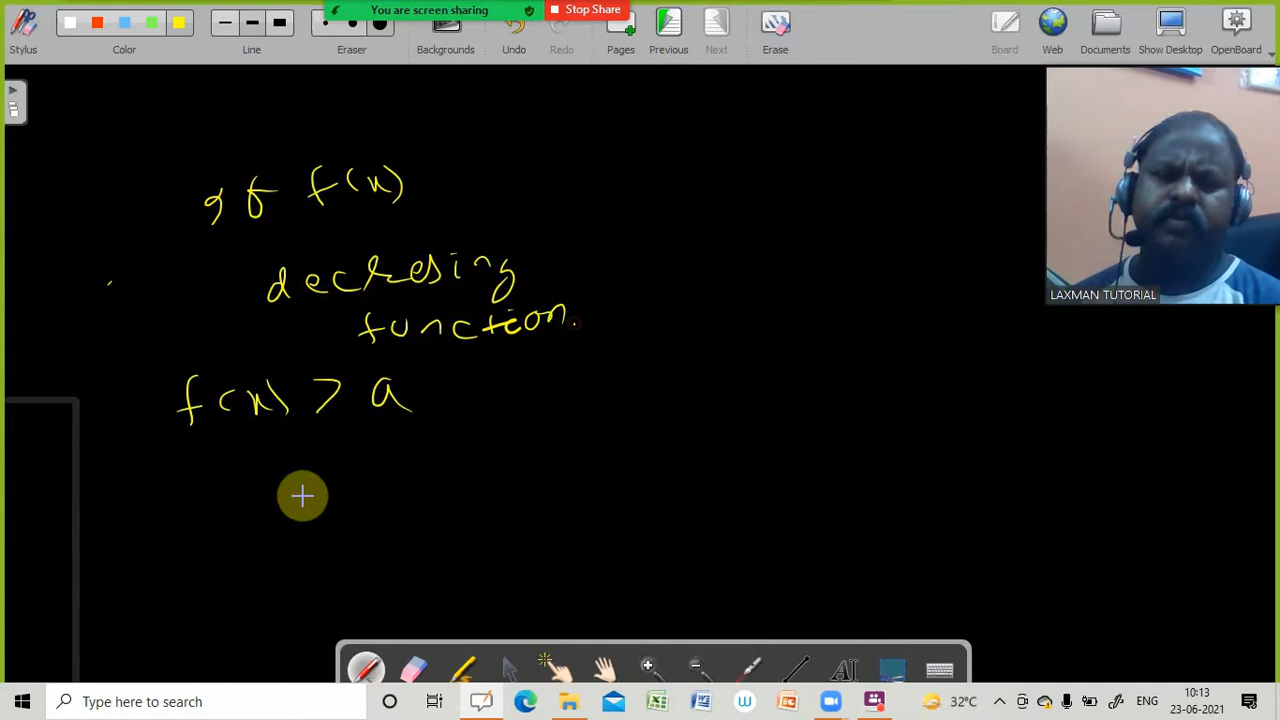 You are screen sharing
Stop Share
Stylus
Color
Line
Eraser
Backgrounds
Undo
Redo
Pages
Previous
Next
Erase
Board
Web
Documents
Show Desktop
OpenBoard
If f(x)
decresing
function.
f(x) > a
LAXMAN TUTORIAL
AI
Type here to search
32°C
ENG
10:13
23-06-2021